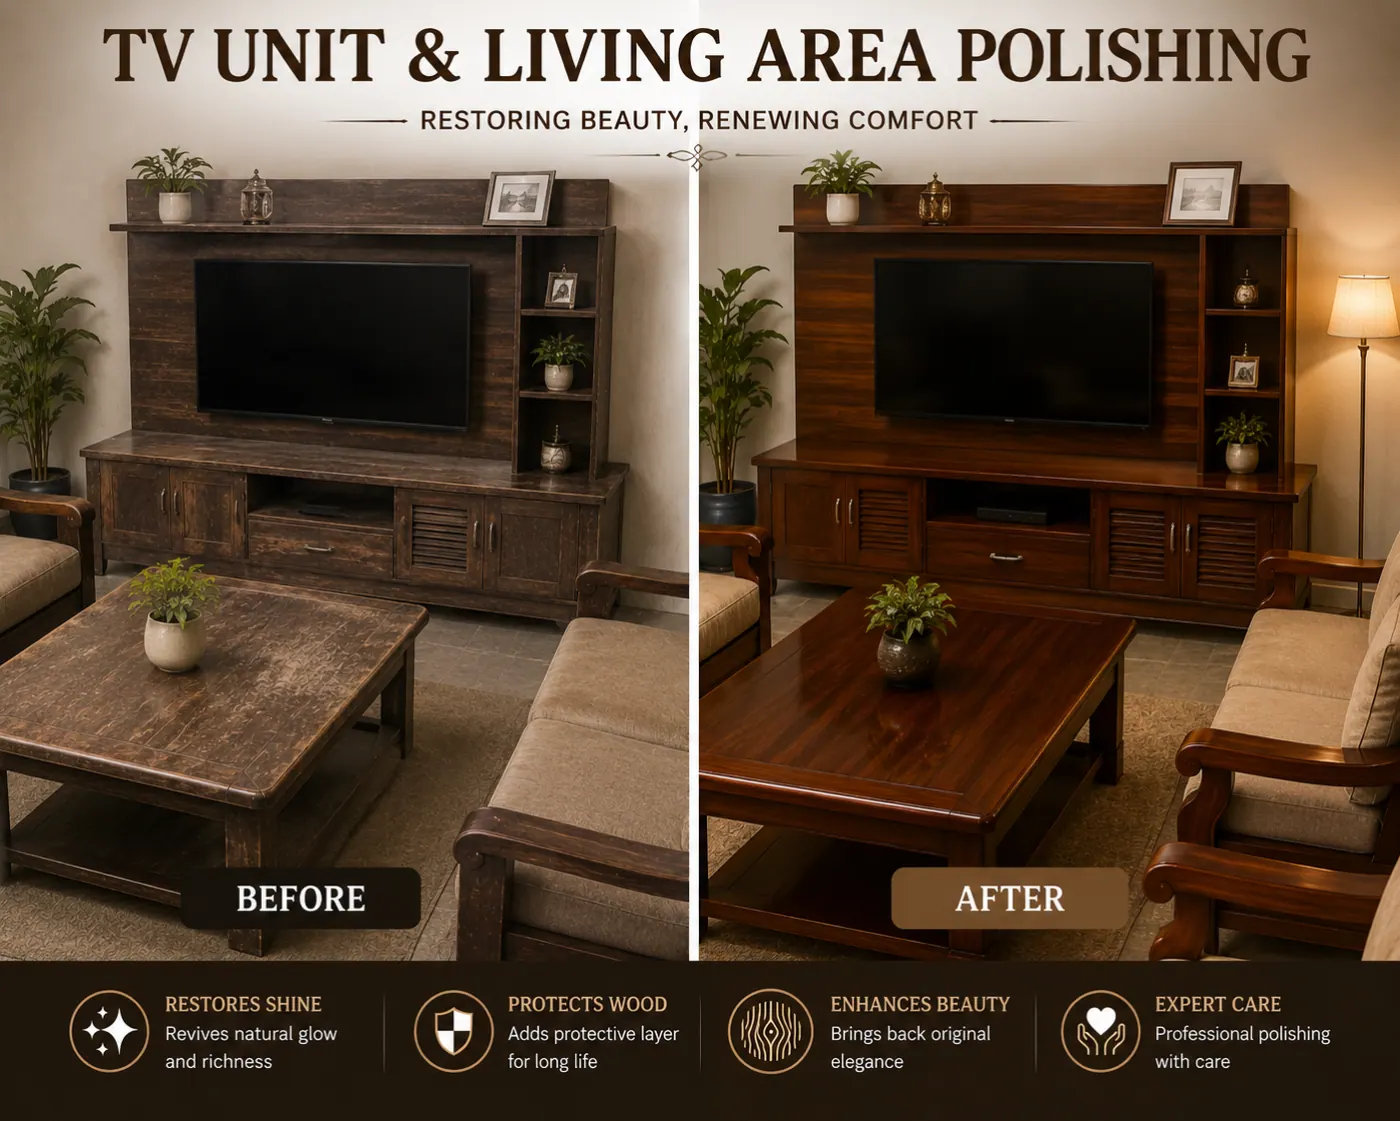 TV UNIT & LIVING AREA POLISHING
RESTORING BEAUTY, RENEWING COMFORT
BEFORE
AFTER
RESTORES SHINE
Revives natural glow
and richness
PROTECTS WOOD
Adds protective layer
for long life
ENHANCES BEAUTY
Brings back original
elegance
EXPERT CARE
Professional polishing
with care